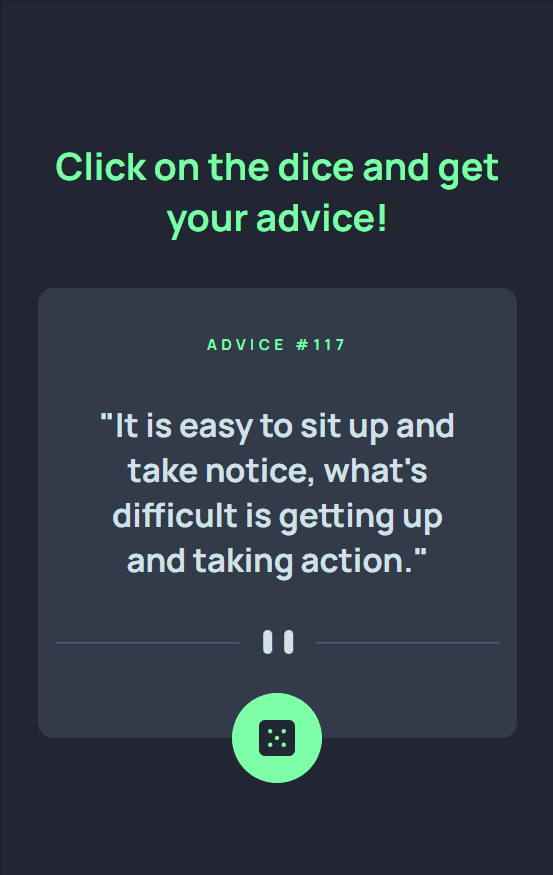 Click on the dice and get
your advice!
ADVICE #117
"It is easy to sit up and
take notice, what's
difficult is getting up
and taking action."